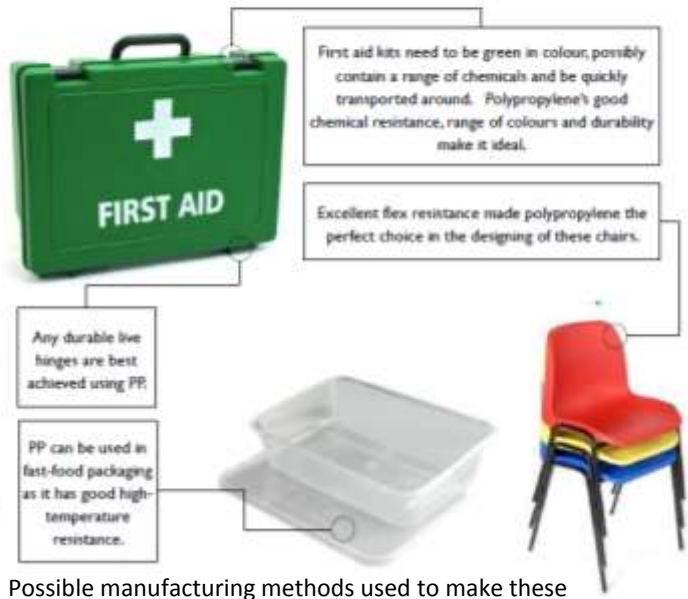 First aid kits need to be green in colour, possibly
contain a range of chemicals and be quickly
transported around. Polypropylene's good
chemical resistance, range of colours and durability
make it ideal.
FIRST AID
Excellent flex resistance made polypropylene the
perfect choice in the designing of these chairs.
Any durable live
hinges are best
achieved using PP.
PP can be used in
fast-food packaging
as it has good high-
temperature
resistance.
Possible manufacturing methods used to make these